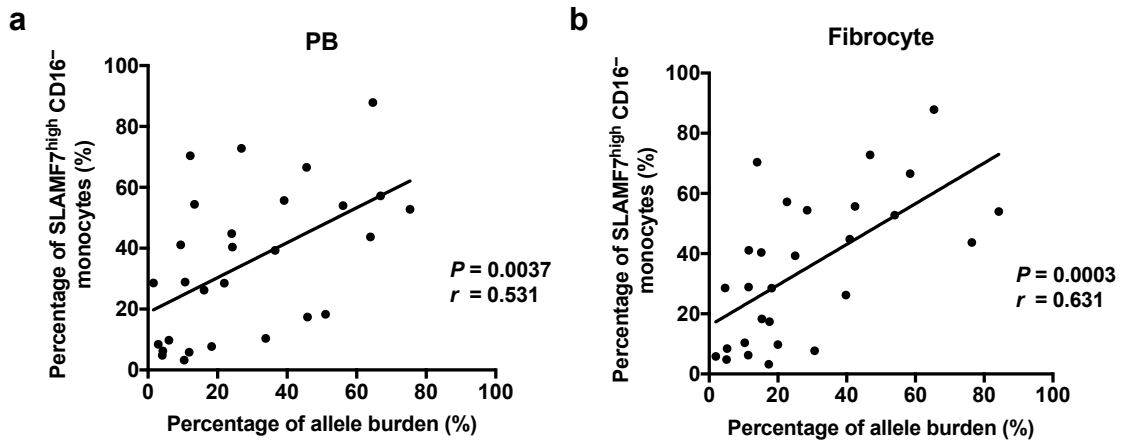 a
PB
Percentage of SLAMF7high CD16–
monocytes (%)
100
80
60
40
20
0
0 20 40 60 80 100
Percentage of allele burden (%)
P = 0.0037
r = 0.531
b
Fibrocyte
Percentage of SLAMF7high CD16–
monocytes (%)
100
80
60
40
20
0
0 20 40 60 80 100
Percentage of allele burden (%)
P = 0.0003
r = 0.631